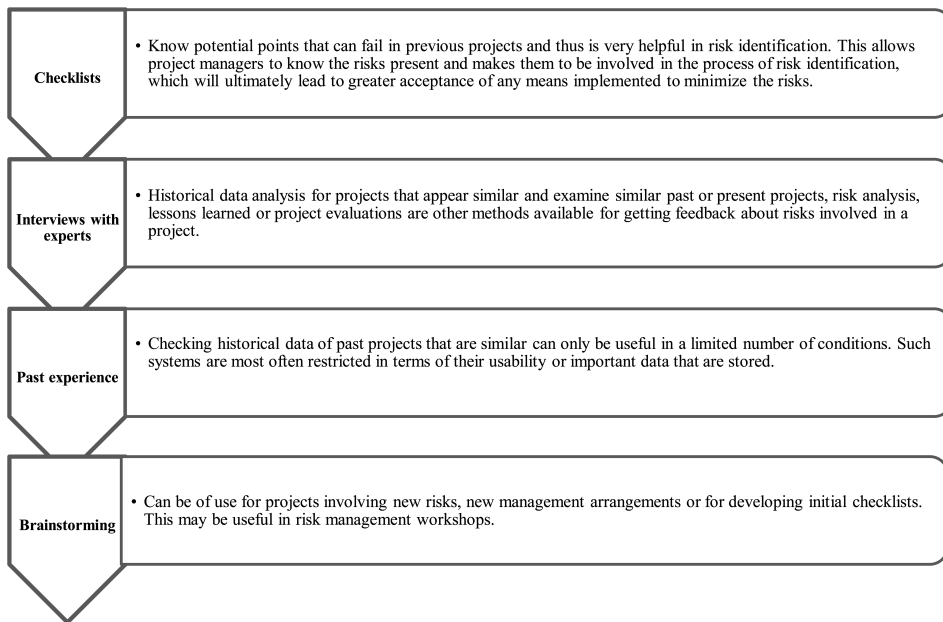 Checklists
• Know potential points that can fail in previous projects and thus is very helpful in risk identification. This allows
project managers to know the risks present and makes them to be involved in the process of risk identification,
which will ultimately lead to greater acceptance of any means implemented to minimize the risks.
Interviews with
experts
• Historical data analysis for projects that appear similar and examine similar past or present projects, risk analysis,
lessons learned or project evaluations are other methods available for getting feedback about risks involved in a
project.
Past experience
• Checking historical data of past projects that are similar can only be useful in a limited number of conditions. Such
systems are most often restricted in terms of their usability or important data that are stored.
Brainstorming
• Can be of use for projects involving new risks, new management arrangements or for developing initial checklists.
This may be useful in risk management workshops.